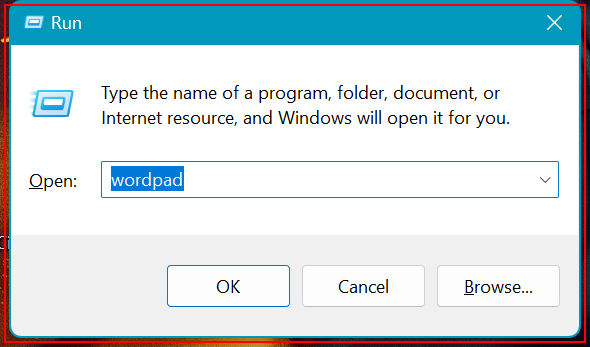 Run
Type the name of a program, folder, document, or
Internet resource, and Windows will open it for you.
Open: wordpad
OK Cancel Browse...